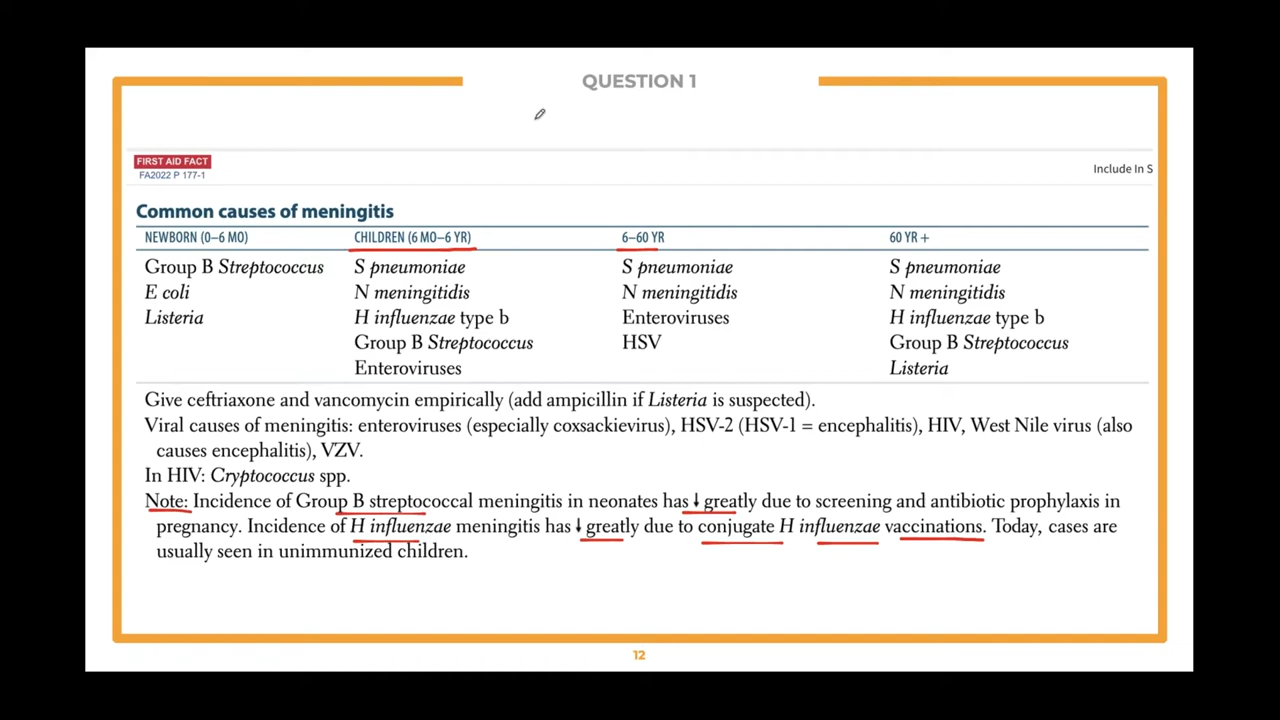 QUESTION 1
FIRST AID FACT
FA2022 P 177-1
Include In S
Common causes of meningitis
NEWBORN (0–6 MO) CHILDREN (6 MO–6 YR) 6–60 YR 60 YR +
Group B Streptococcus S pneumoniae S pneumoniae S pneumoniae
E coli N meningitidis N meningitidis N meningitidis
Listeria H influenzae type b Enteroviruses H influenzae type b
Group B Streptococcus HSV Group B Streptococcus
Enteroviruses Listeria
Give ceftriaxone and vancomycin empirically (add ampicillin if Listeria is suspected).
Viral causes of meningitis: enteroviruses (especially coxsackievirus), HSV-2 (HSV-1 = encephalitis), HIV, West Nile virus (also
causes encephalitis), VZV.
In HIV: Cryptococcus spp.
Note: Incidence of Group B streptococcal meningitis in neonates has ↓ greatly due to screening and antibiotic prophylaxis in
pregnancy. Incidence of H influenzae meningitis has ↓ greatly due to conjugate H influenzae vaccinations. Today, cases are
usually seen in unimmunized children.
12